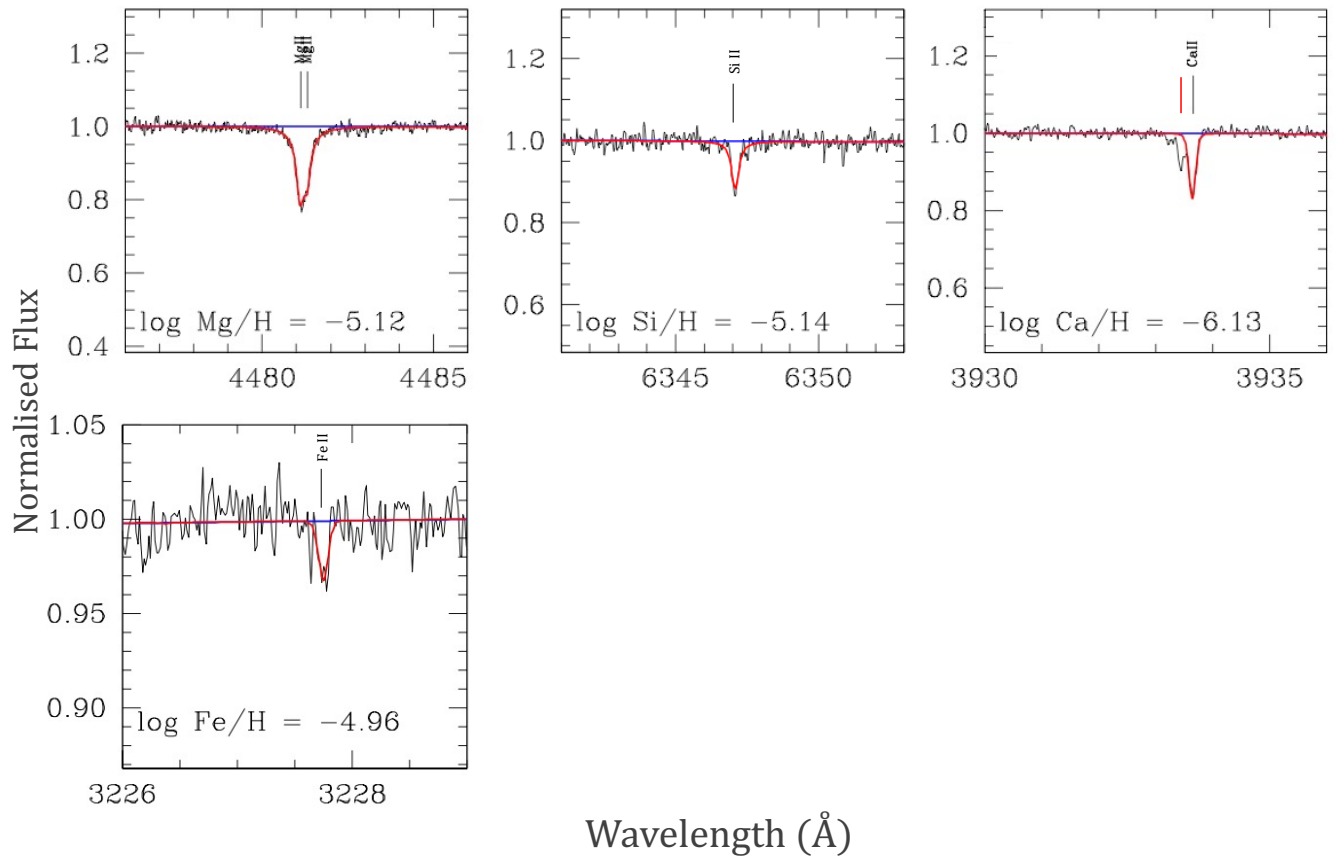 Normalised Flux
1.2
1.0
0.8
0.6
0.4
MgII
MgII
log Mg/H = −5.12
4480
4485
1.2
1.0
0.8
0.6
Si II
log Si/H = −5.14
6345
6350
1.2
1.0
0.8
0.6
CaII
log Ca/H = −6.13
3930
3935
1.05
1.00
0.95
0.90
Fe II
log Fe/H = −4.96
3226
3228
Wavelength (Å)